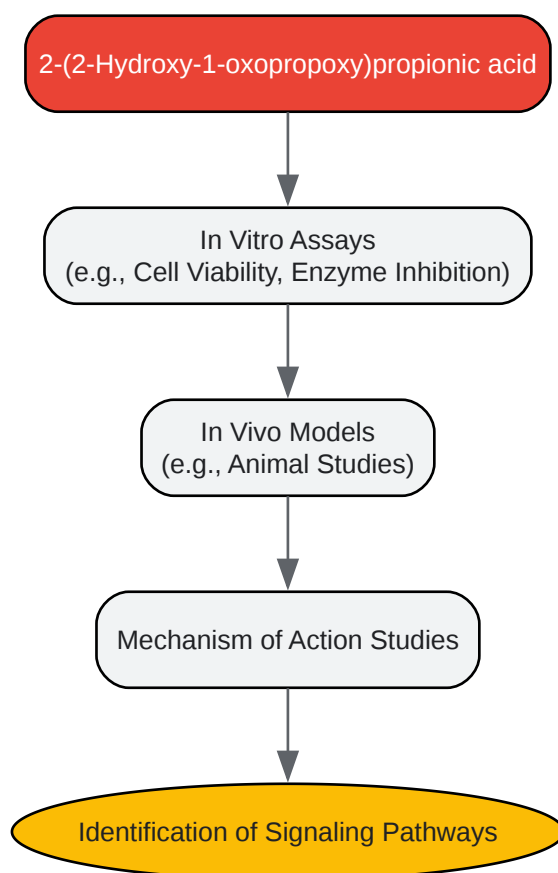 2-(2-Hydroxy-1-oxopropoxy)propionic acid
In Vitro Assays
(e.g., Cell Viability, Enzyme Inhibition)
In Vivo Models
(e.g., Animal Studies)
Mechanism of Action Studies
Identification of Signaling Pathways